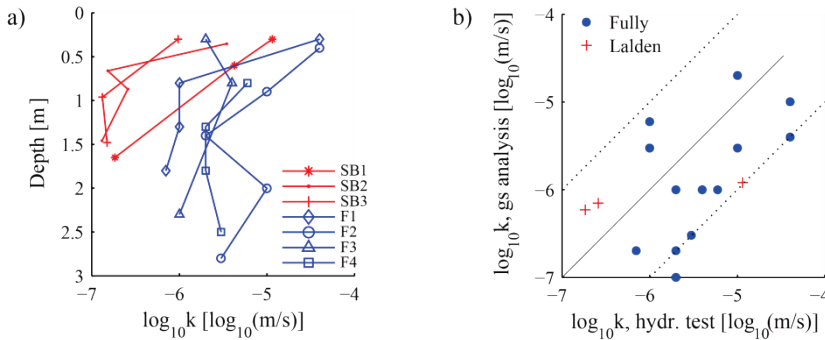 a)
0
0.5
1
1.5
2
2.5
3
Depth [m]
-7
-6
-5
-4
log10k [log10(m/s)]
SB1
SB2
SB3
F1
F2
F3
F4
b)
-4
-5
-6
-7
log10k, gs analysis [log10(m/s)]
Fully
Lalden
-7
-6
-5
-4
log10k, hydr. test [log10(m/s)]